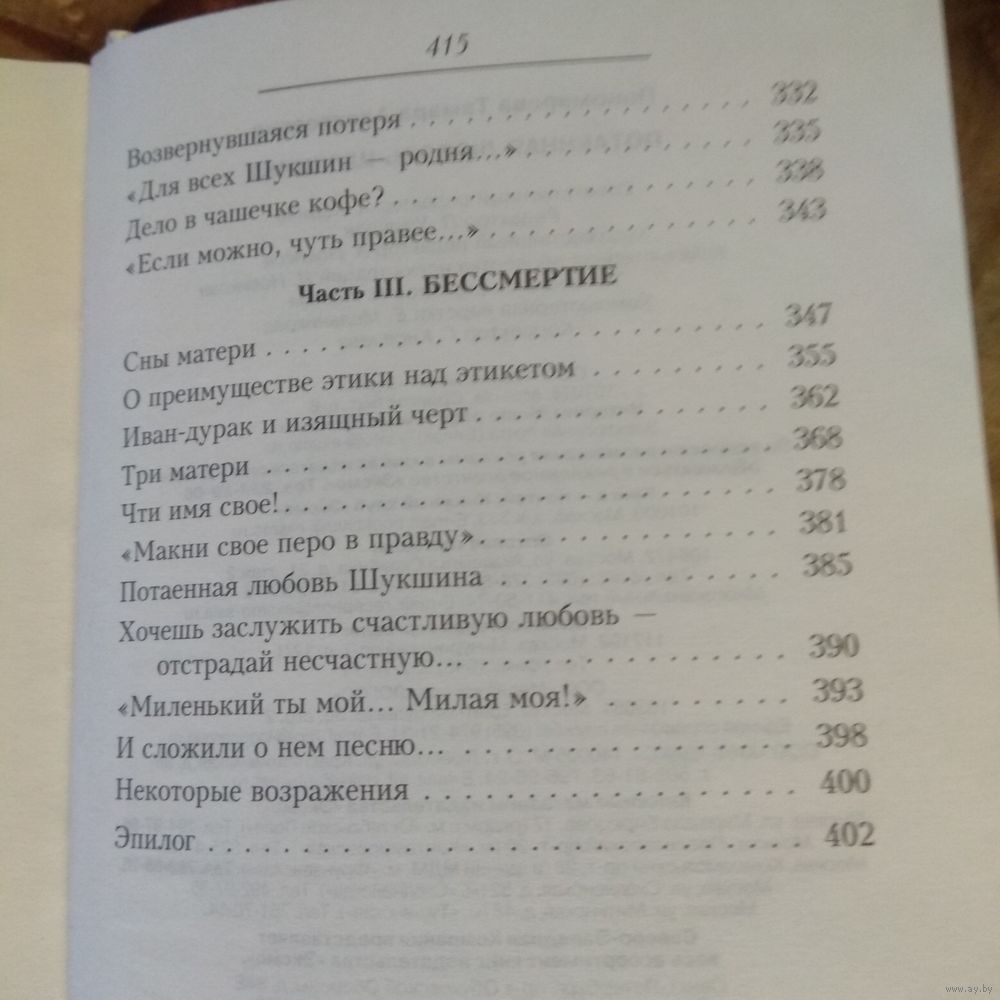 415
Возвернувшаяся потеря . . . . . . . . . . . . . . . . . . 332
«Для всех Шукшин — родня...» . . . . . . . . . . . . 335
Дело в чашечке кофе? . . . . . . . . . . . . . . . . . . . 338
«Если можно, чуть правее...» . . . . . . . . . . . . . . 343
Часть III. БЕССМЕРТИЕ
Сны матери . . . . . . . . . . . . . . . . . . . . . . . . . . 347
О преимуществе этики над этикетом . . . . . . . . 355
Иван-дурак и изящный черт . . . . . . . . . . . . . . . 362
Три матери . . . . . . . . . . . . . . . . . . . . . . . . . . 368
Чти имя свое! . . . . . . . . . . . . . . . . . . . . . . . . . 378
«Макни свое перо в правду» . . . . . . . . . . . . . . . 381
Потаенная любовь Шукшина . . . . . . . . . . . . . . 385
Хочешь заслужить счастливую любовь —
отстрадай несчастную... . . . . . . . . . . . . . . . . . 390
«Миленький ты мой... Милая моя!» . . . . . . . . . 393
И сложили о нем песню... . . . . . . . . . . . . . . . . 398
Некоторые возражения . . . . . . . . . . . . . . . . . . 400
Эпилог . . . . . . . . . . . . . . . . . . . . . . . . . . . . . 402
www.ay.by